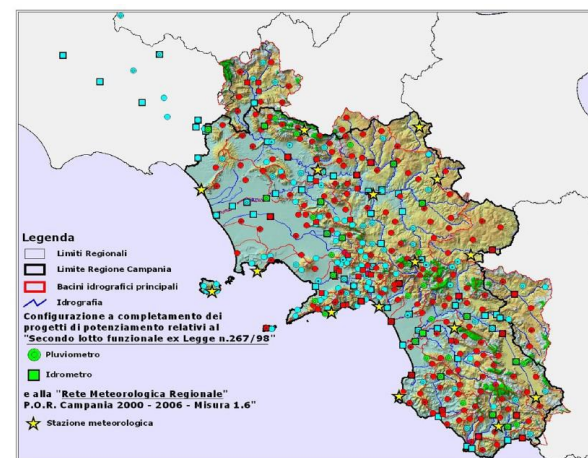 Legenda
Limiti Regionali
Limite Regione Campania
Bacini idrografici principali
Idrografia
Configurazione a completamento dei
progetti di potenziamento relativi al
"Secondo lotto funzionale ex Legge n.267/98"
Pluviometro
Idrometro
e alla "Rete Meteorologica Regionale"
P.O.R. Campania 2000 - 2006 - Misura 1.6"
Stazione meteorologica